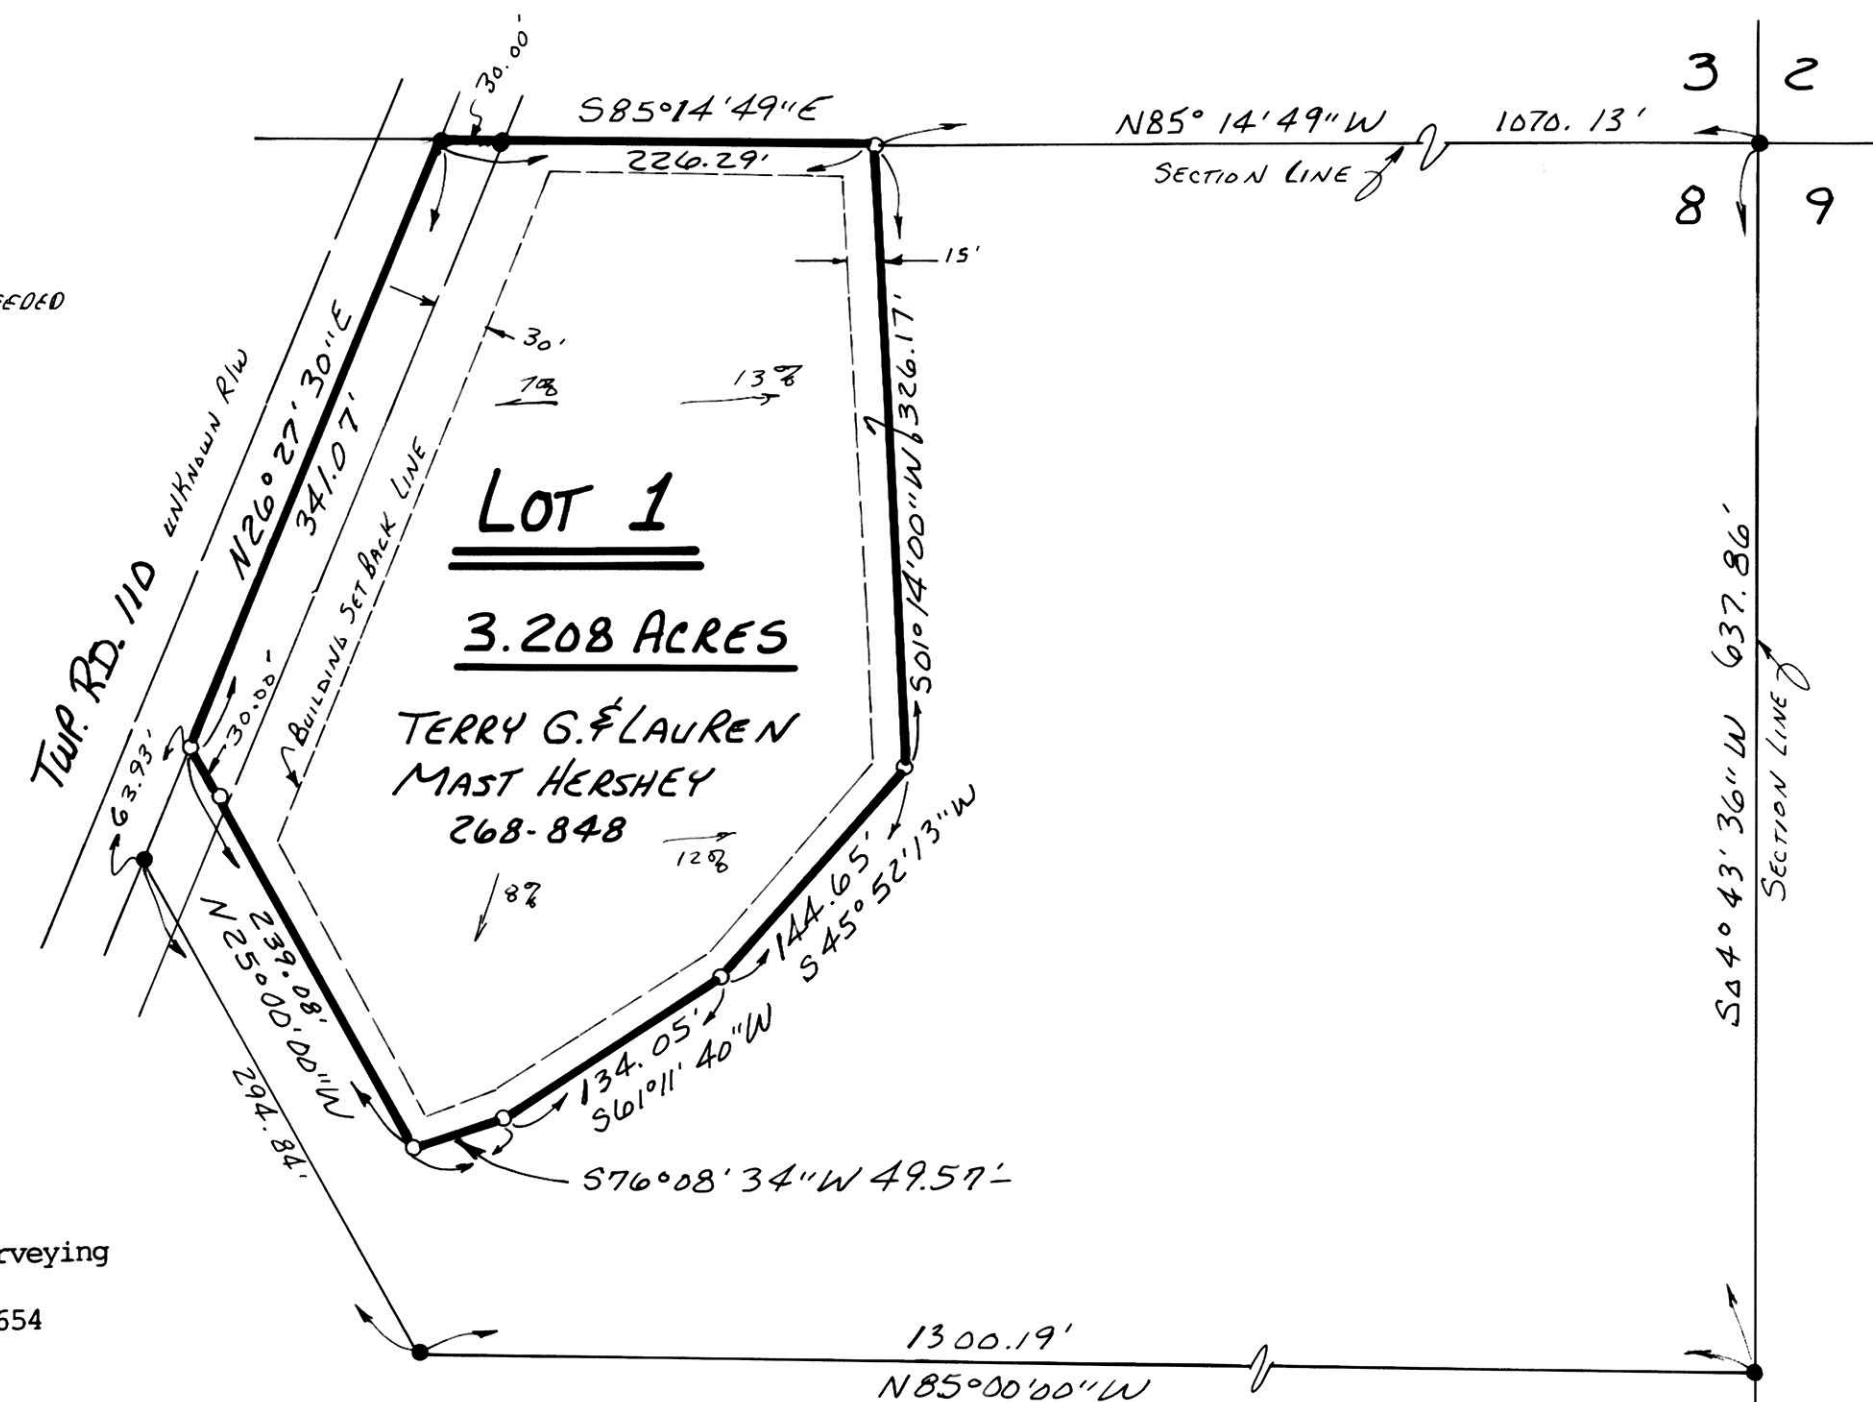 30.00'
S85°14'49"E
226.29'
N85°14'49"W 1070.13'
SECTION LINE
3 2
8 9
15'
EEDED
UNKNOWN R/W
TWP. RD. 110
N26°27'30"E
341.07'
30'
7%
13%
BUILDING SET BACK LINE
S01°14'00"W 326.17'
LOT 1
3.208 ACRES
TERRY G. & LAUREN
MAST HERSHEY
268-848
12%
8%
30.00'
63.93'
239.08'
N25°00'00"W
294.84'
144.65'
S45°52'13"W
134.05'
S61°11'40"W
S76°08'34"W 49.57'
S4°43'36"W 637.86'
SECTION LINE
rveying
654
1300.19'
N85°00'00"W